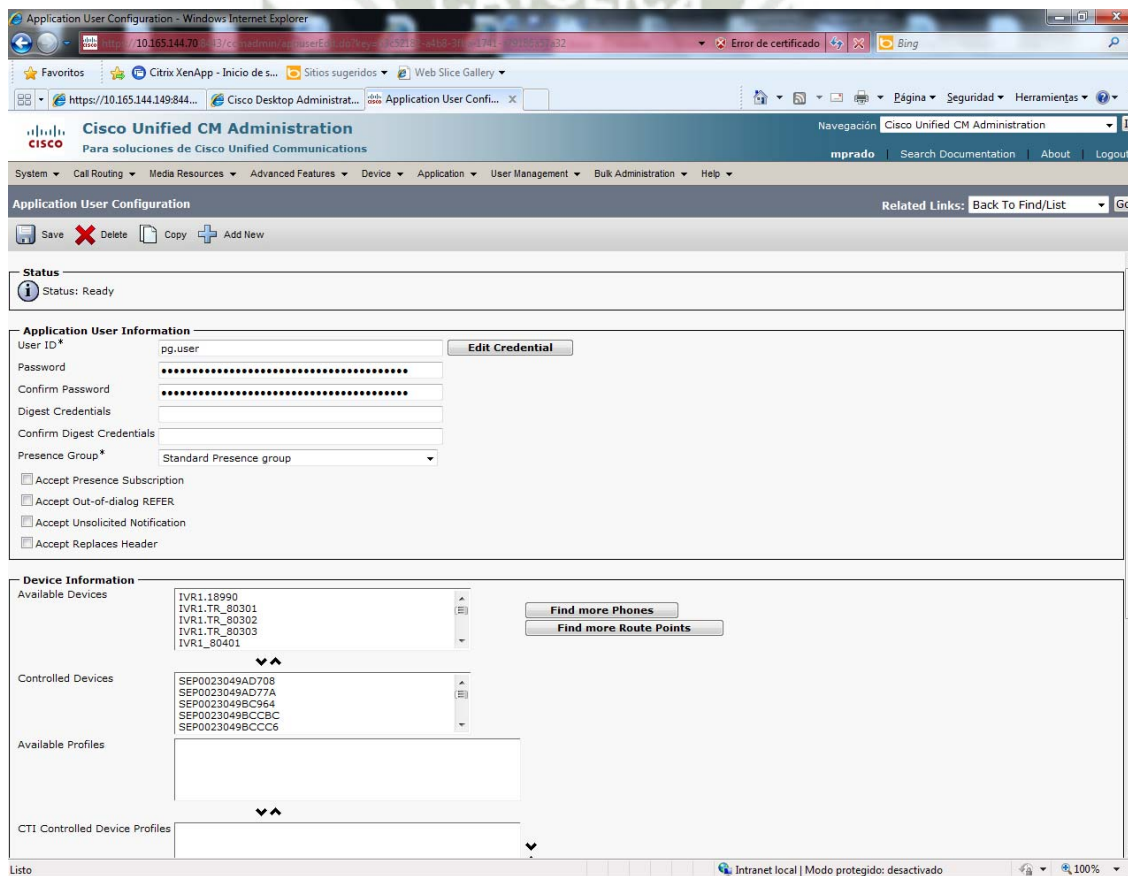 Application User Configuration - Windows Internet Explorer
10.165.144.70
Error de certificado
Bing
Favoritos
Citrix XenApp - Inicio de s...
Sitios sugeridos
Web Slice Gallery
https://10.165.144.149:844...
Cisco Desktop Administrat...
Application User Confi...
Página
Seguridad
Herramientas
CISCO
Cisco Unified CM Administration
Para soluciones de Cisco Unified Communications
Navegación Cisco Unified CM Administration
mprado | Search Documentation | About | Logout
System Call Routing Media Resources Advanced Features Device Application User Management Bulk Administration Help
Application User Configuration
Related Links: Back To Find/List
Save Delete Copy Add New
Status
Status: Ready
Application User Information
User ID* pg.user Edit Credential
Password
Confirm Password
Digest Credentials
Confirm Digest Credentials
Presence Group* Standard Presence group
Accept Presence Subscription
Accept Out-of-dialog REFER
Accept Unsolicited Notification
Accept Replaces Header
Device Information
Available Devices
IVR1.18990
IVR1.TR_80301
IVR1.TR_80302
IVR1.TR_80303
IVR1_80401
Find more Phones
Find more Route Points
Controlled Devices
SEP0023049AD708
SEP0023049AD77A
SEP0023049BC964
SEP0023049BCCBC
SEP0023049BCCC6
Available Profiles
CTI Controlled Device Profiles
Listo
Intranet local | Modo protegido: desactivado
100%